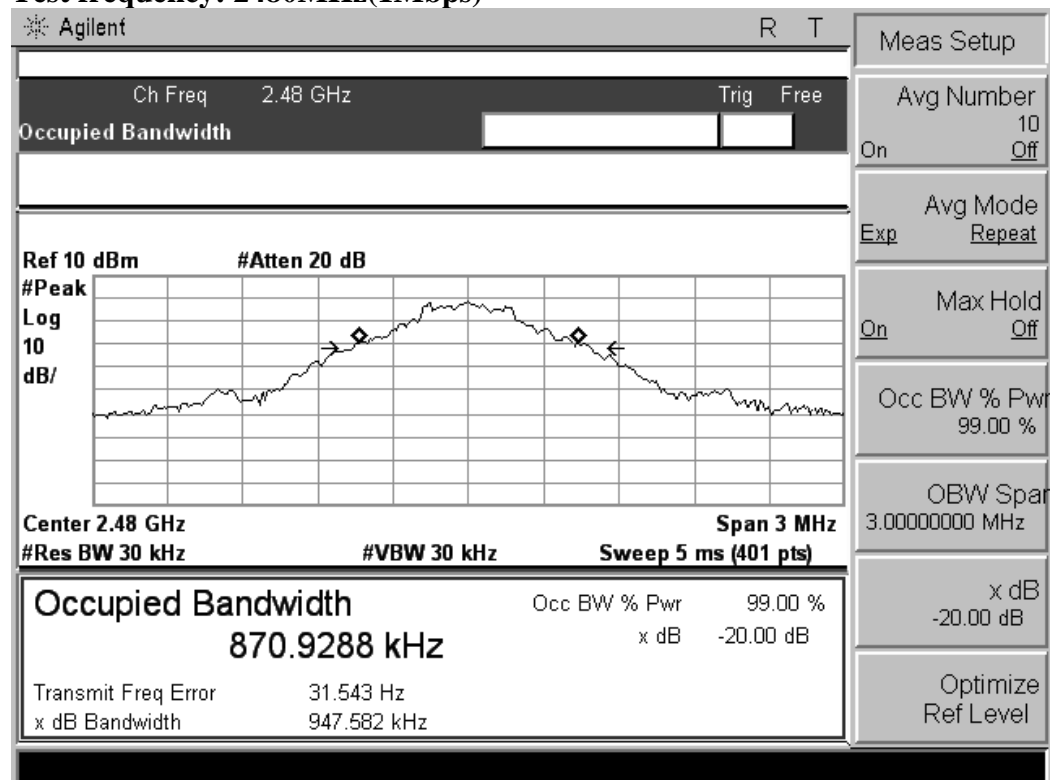 Test frequency: 2480MHz(1Mbps)
Agilent
R T
Ch Freq 2.48 GHz Trig Free
Occupied Bandwidth
Ref 10 dBm #Atten 20 dB
#Peak
Log
10
dB/
Center 2.48 GHz Span 3 MHz
#Res BW 30 kHz #VBW 30 kHz Sweep 5 ms (401 pts)
Occupied Bandwidth
870.9288 kHz
Occ BW % Pwr 99.00 %
x dB -20.00 dB
Transmit Freq Error 31.543 Hz
x dB Bandwidth 947.582 kHz
Meas Setup
Avg Number
10
On Off
Avg Mode
Exp Repeat
Max Hold
On Off
Occ BW % Pwr
99.00 %
OBW Span
3.00000000 MHz
x dB
-20.00 dB
Optimize
Ref Level